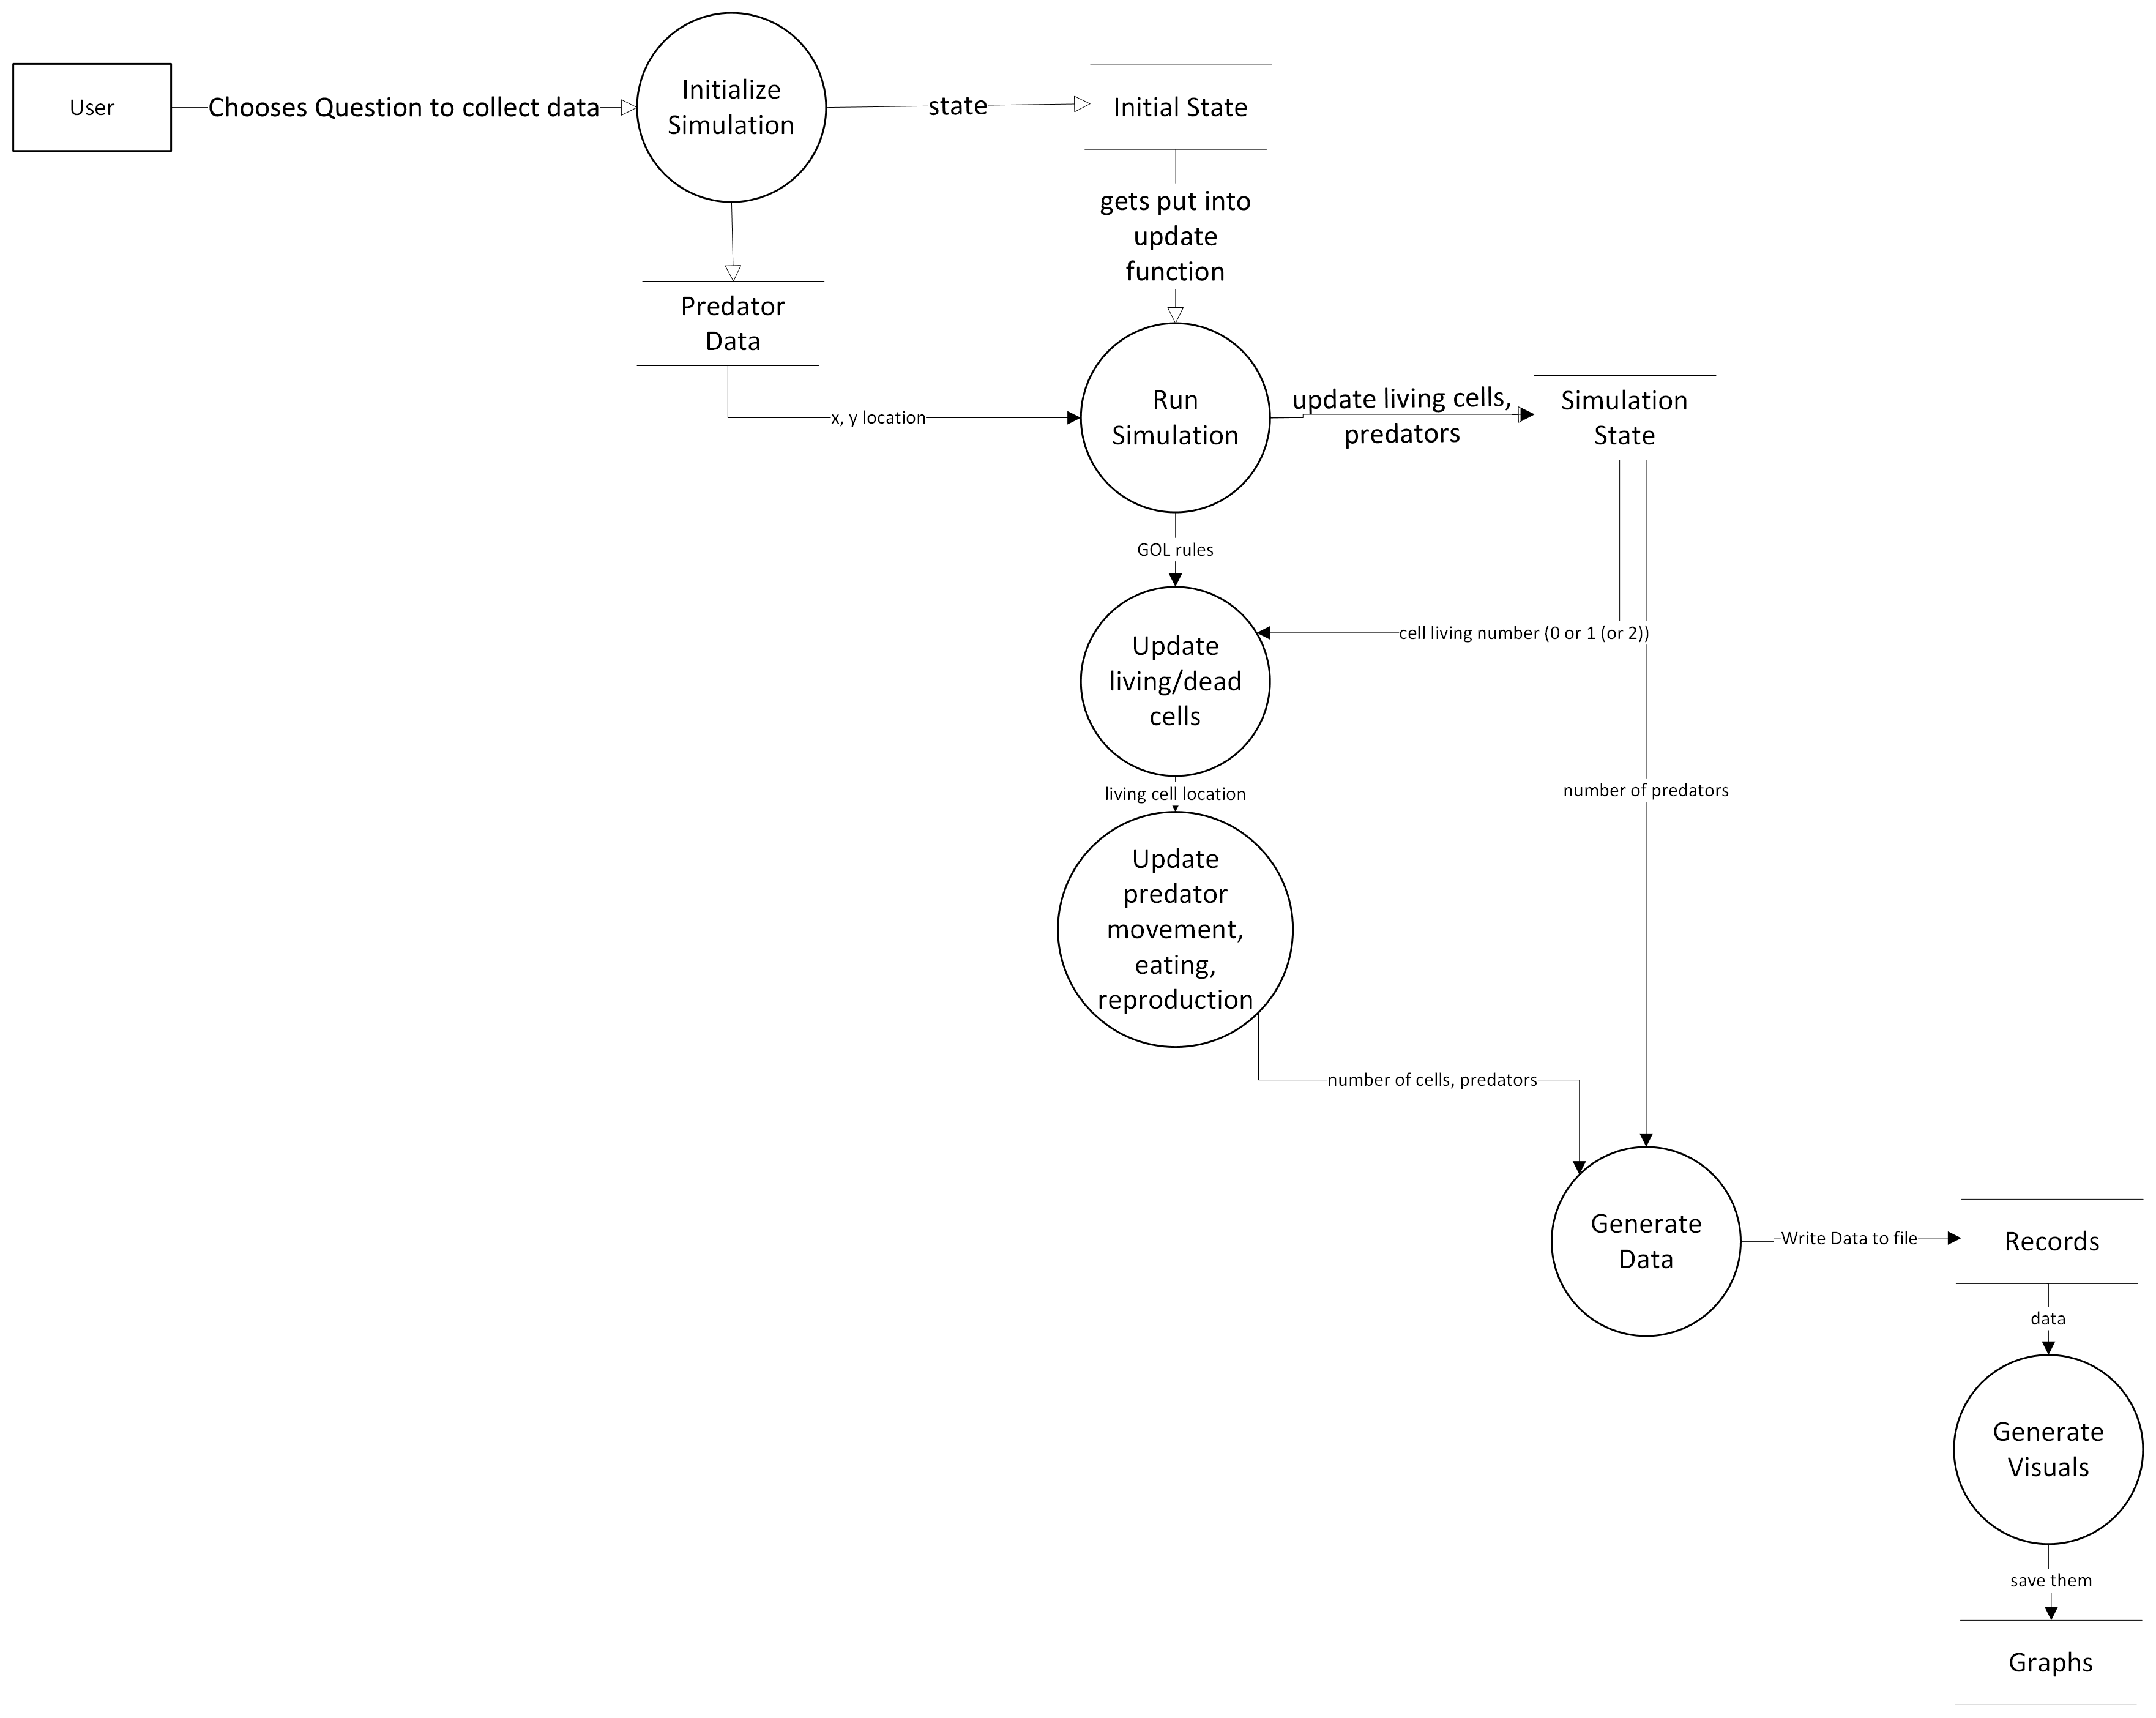 User
Chooses Question to collect data
Initialize
Simulation
state
Initial State
gets put into
update
function
Predator
Data
x, y location
Run
Simulation
update living cells,
predators
Simulation
State
GOL rules
cell living number (0 or 1 (or 2))
Update
living/dead
cells
living cell location
number of predators
Update
predator
movement,
eating,
reproduction
number of cells, predators
Generate
Data
Write Data to file
Records
data
Generate
Visuals
save them
Graphs